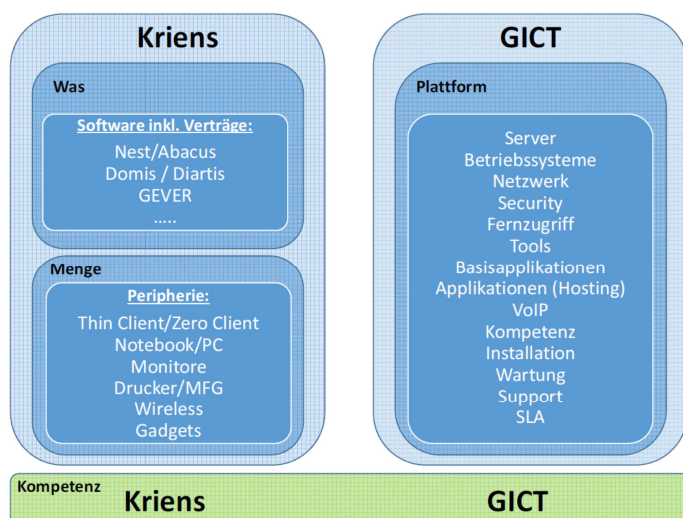 Kriens
Was
Software inkl. Verträge:
Nest/Abacus
Domis / Diartis
GEVER
.....
Menge
Peripherie:
Thin Client/Zero Client
Notebook/PC
Monitore
Drucker/MFG
Wireless
Gadgets
GICT
Plattform
Server
Betriebssysteme
Netzwerk
Security
Fernzugriff
Tools
Basisapplikationen
Applikationen (Hosting)
VoIP
Kompetenz
Installation
Wartung
Support
SLA
Kompetenz
Kriens
GICT